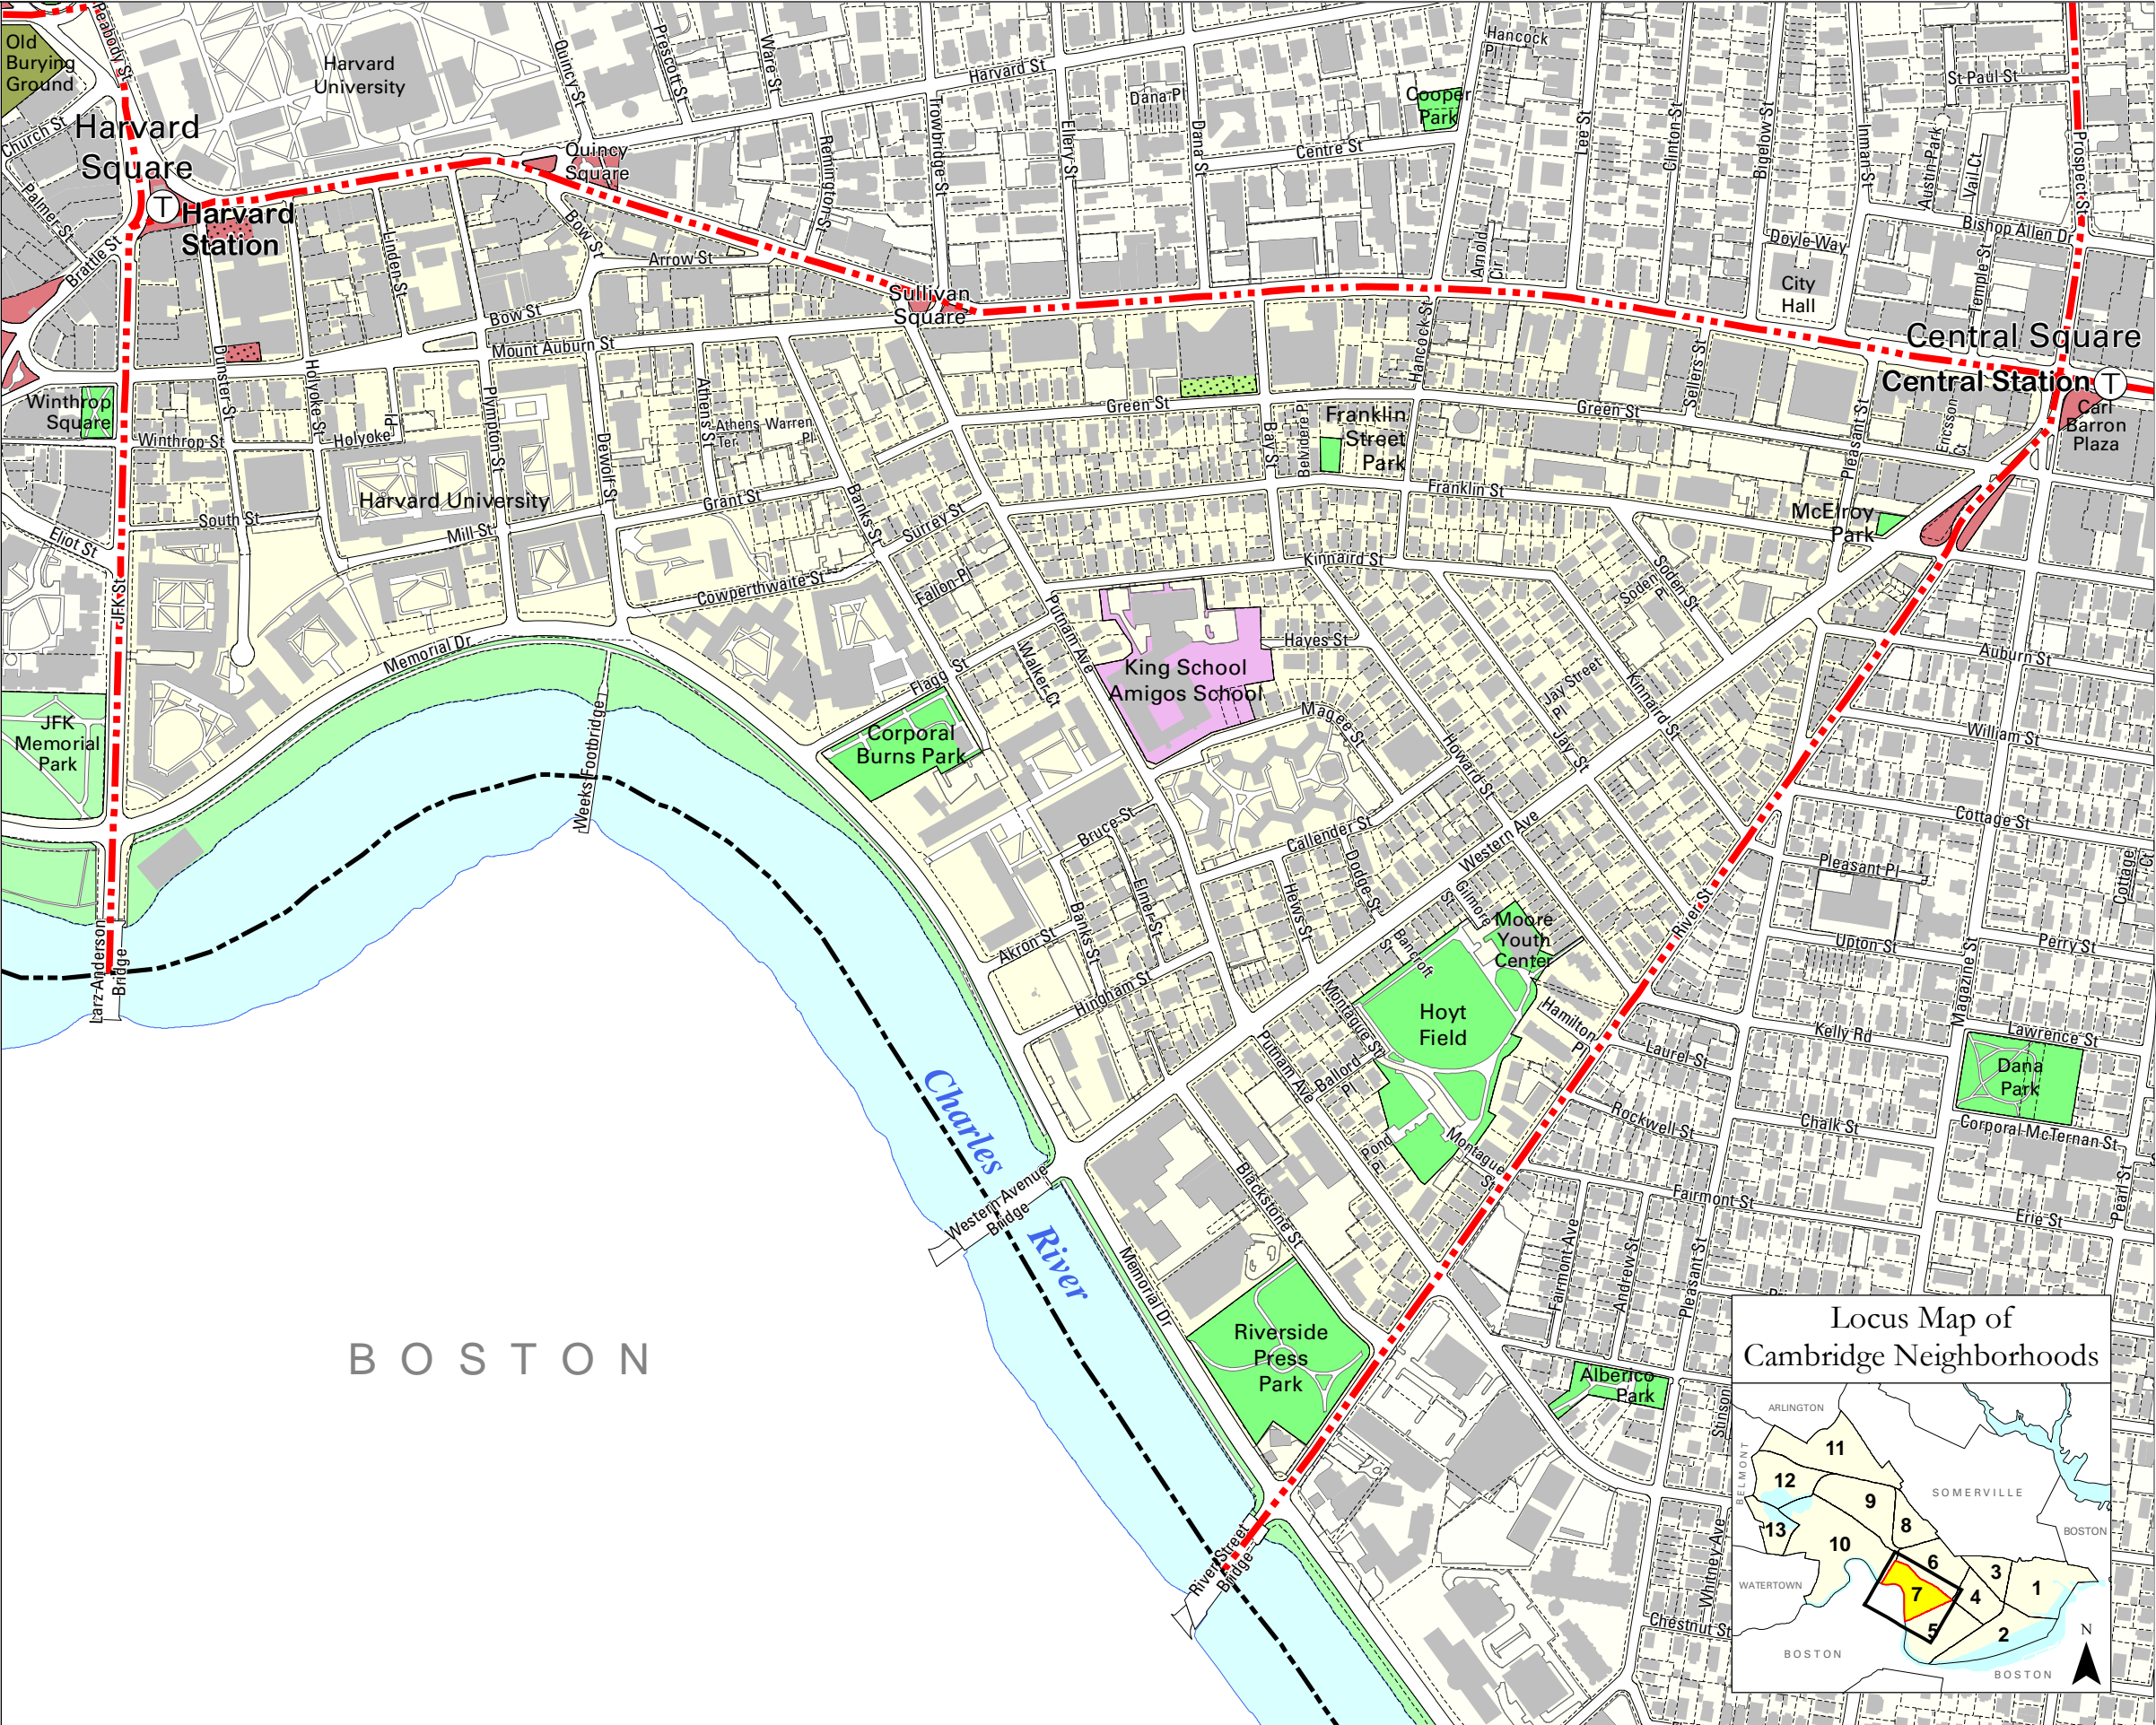 Old
Burying
Ground
Peabody St
Harvard
University
Quincy St
Prescott St
Ware St
Harvard St
Trowbridge St
Ellery St
Dana Pl
Dana St
Cooper
Park
Hancock
Pl
Lee St
Clinton St
Bigelow St
Inman St
St Paul St
Austin Park
Vail Ct
Prospect St
Church St
Harvard
Square
Palmer St
Brattle St
T
Harvard
Station
Quincy
Square
Remington St
Centre St
Arnold
Cir
Doyle Way
City
Hall
Bishop Allen Dr
Temple St
Linden St
Bow St
Arrow St
Sullivan
Square
Bow St
Mount Auburn St
Hancock St
Sellers St
Central Square
Central Station
T
Carl
Barron
Plaza
Winthrop
Square
Dunster St
Holyoke St
Holyoke Pl
Winthrop St
Plympton St
Dewolf St
Athens St
Athens
Ter
Warren
Pl
Green St
Bay St
Belvidere Pl
Franklin
Street
Park
Green St
Pleasant St
Ericsson
Ct
Harvard University
South St
Mill St
Grant St
Banks St
Surrey St
Franklin St
McElroy
Park
Eliot St
JFK St
Memorial Dr
Cowperthwaite St
Fallon Pl
Putnam Ave
Kinnaird St
Soden
Pl
Soden St
Hayes St
King School
Amigos School
Flagg St
Walker Ct
Jay Street
Pl
Kinnaird St
Auburn St
JFK
Memorial
Park
Weeks Footbridge
Corporal
Burns Park
Magee St
Howard St
Jay St
William St
Bruce St
Callender St
Western Ave
Cottage St
Pleasant Pl
Cottage
Ct
Elmer St
Banks St
Hews St
Dodge St
Gilmore
St
Moore
Youth
Center
River St
Akron St
Bancroft
St
Upton St
Perry St
Magazine St
Larz Anderson
Bridge
Hingham St
Montague St
Hoyt
Field
Hamilton
Pl
Kelly Rd
Lawrence St
Laurel St
Dana
Park
Putnam Ave
Ballord
Pl
Rockwell St
Chalk St
Corporal McTernan St
Charles
River
Pond
Pl
Montague
St
Blackstone St
Fairmont St
Erie St
Pearl St
Western Avenue
Bridge
Memorial Dr
Fairmont Ave
Andrew St
Pleasant St
BOSTON
Riverside
Press
Park
Alberico
Park
Stinson
River Street
Bridge
Whitney Ave
Chestnut St
Locus Map of
Cambridge Neighborhoods
ARLINGTON
BELMONT
SOMERVILLE
BOSTON
WATERTOWN
11
12
9
13
10
8
6
3
7
4
1
5
2
N
BOSTON
BOSTON